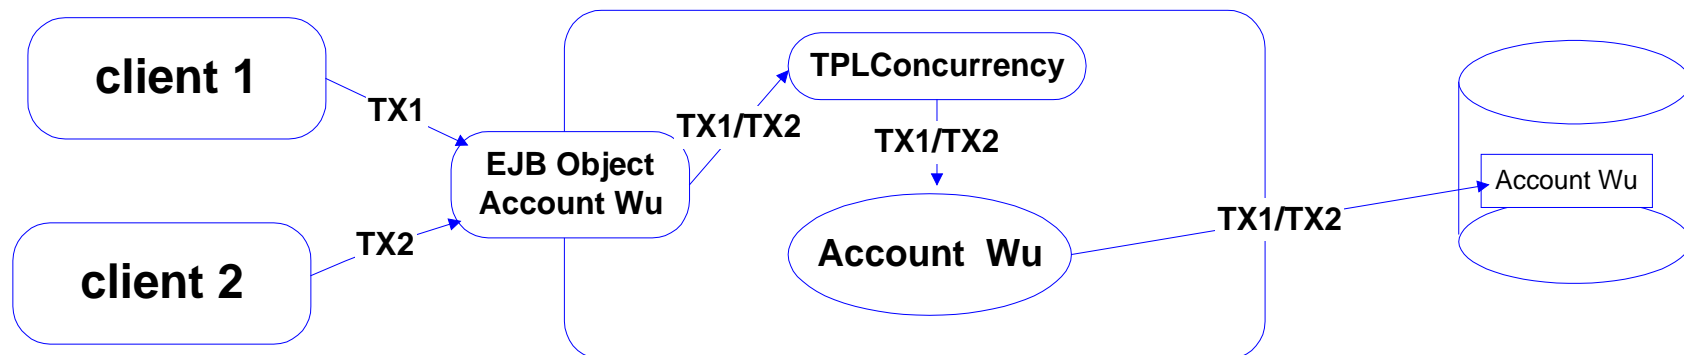 client 1
TX1
client 2
TX2
EJB Object
Account Wu
TX1/TX2
TPLConcurrency
TX1/TX2
Account Wu
TX1/TX2
Account Wu